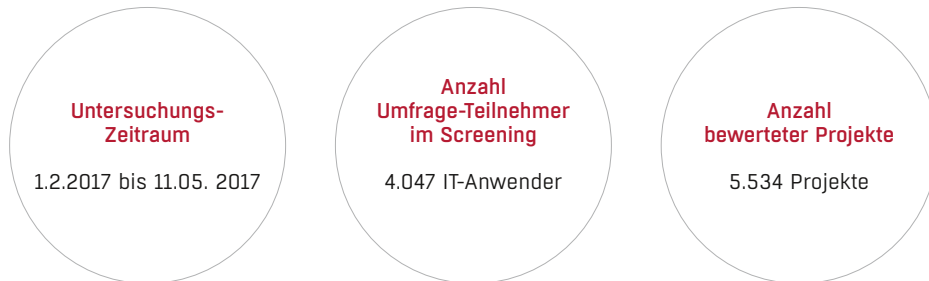 Untersuchungs-
Zeitraum
1.2.2017 bis 11.05. 2017
Anzahl
Umfrage-Teilnehmer
im Screening
4.047 IT-Anwender
Anzahl
bewerteter Projekte
5.534 Projekte